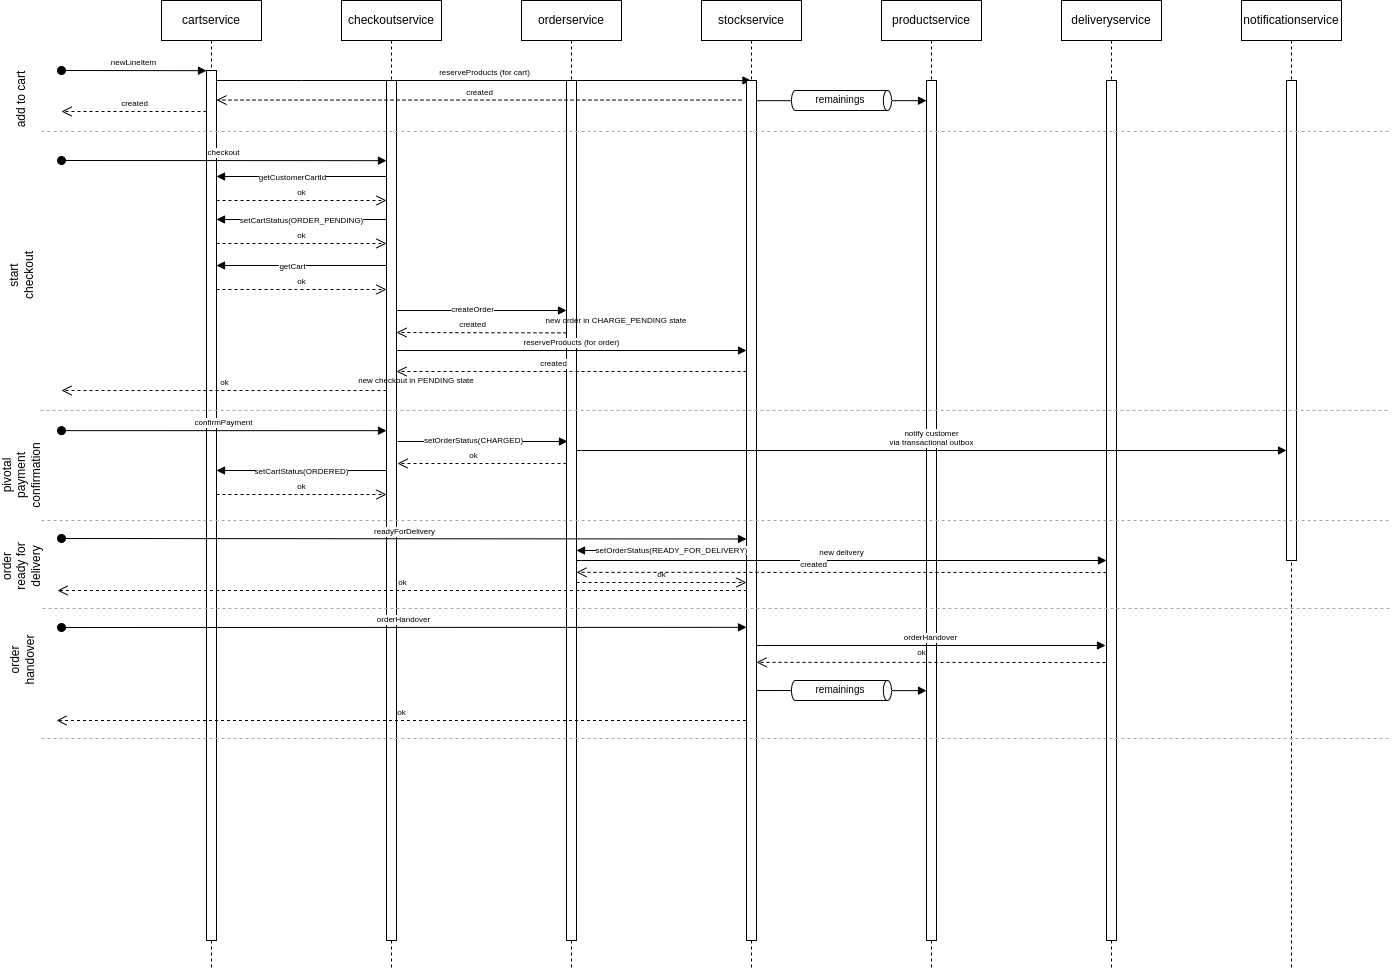 cartservice
checkoutservice
orderservice
stockservice
productservice
deliveryservice
notificationservice
add to cart
newLineItem
reserveProducts (for cart)
created
created
remainings
start
checkout
checkout
getCustomerCartId
ok
setCartStatus(ORDER_PENDING)
ok
getCart
ok
createOrder
new order in CHARGE_PENDING state
created
reserveProducts (for order)
created
new checkout in PENDING state
ok
pivotal
payment
confirmation
confirmPayment
setOrderStatus(CHARGED)
notify customer
via transactional outbox
ok
setCartStatus(ORDERED)
ok
order
ready for
delivery
readyForDelivery
setOrderStatus(READY_FOR_DELIVERY)
new delivery
created
ok
ok
order
handover
orderHandover
orderHandover
ok
remainings
ok